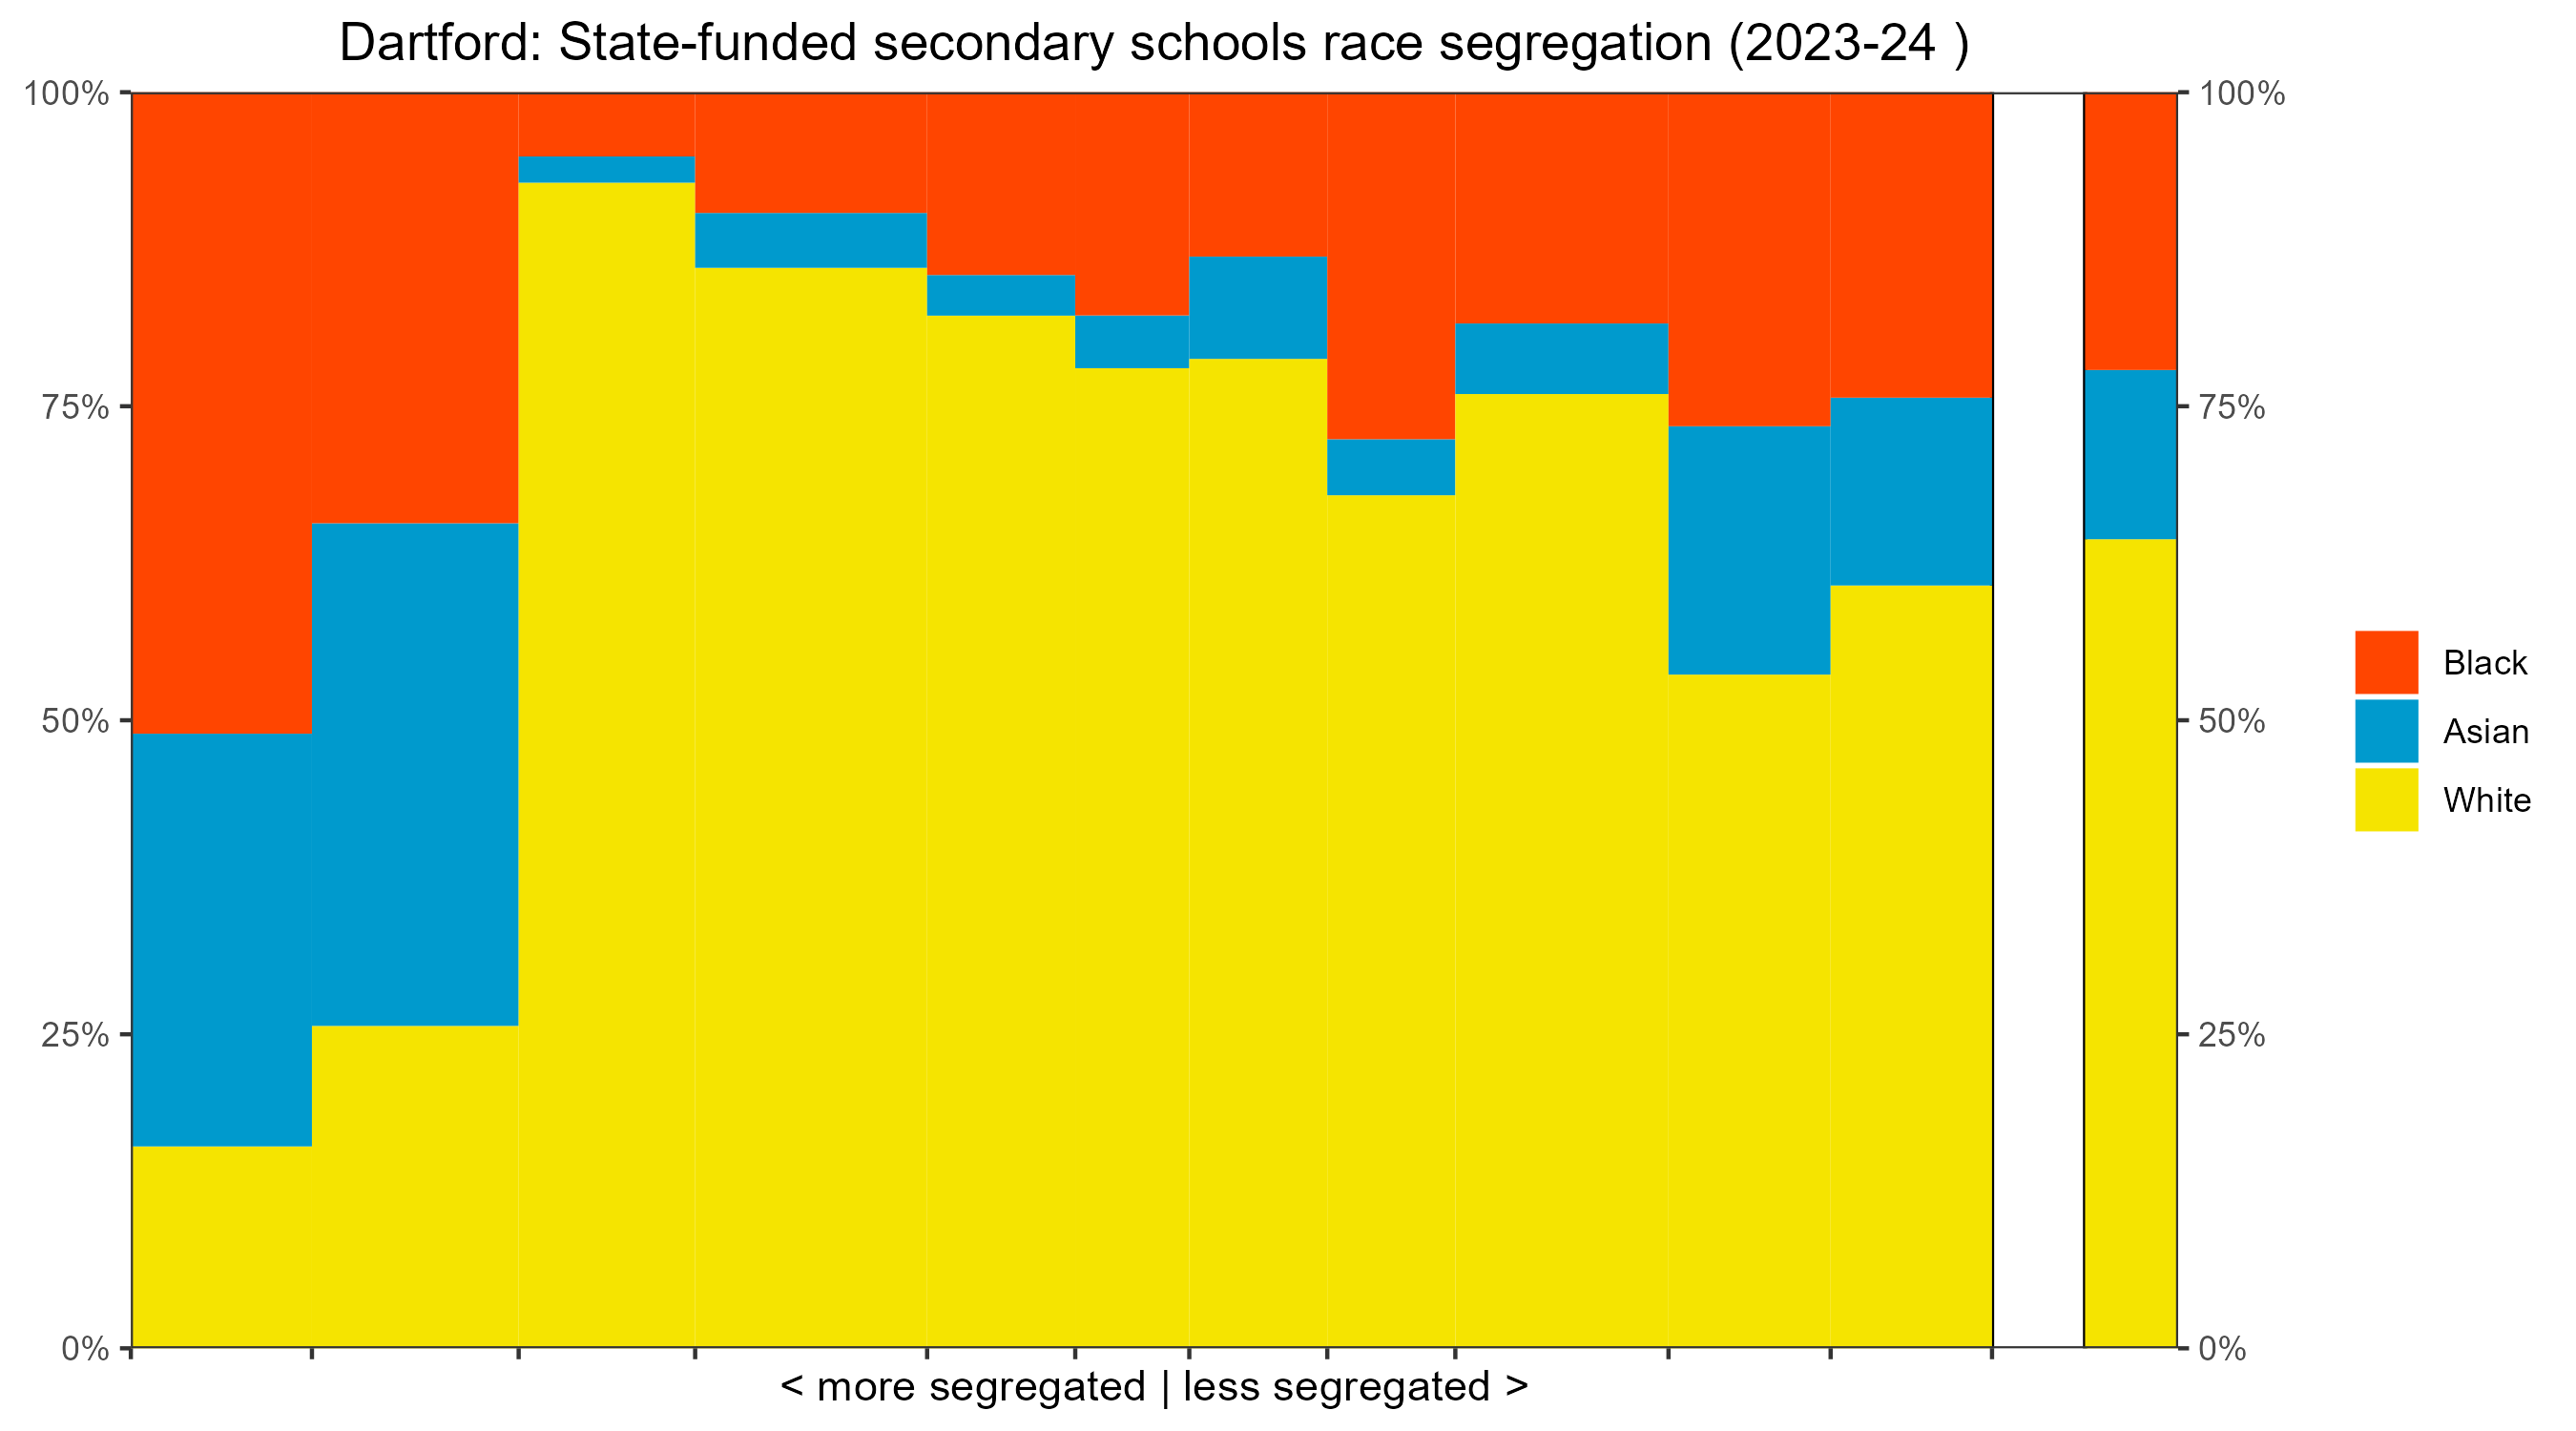 Dartford: State-funded secondary schools race segregation (2023-24 )
100%
75%
50%
25%
0%
100%
75%
50%
25%
0%
Black
Asian
White
< more segregated | less segregated >